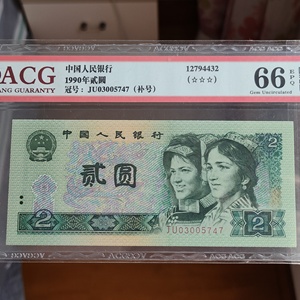 ACG
ANG GUARANTY
中国人民银行
1990年贰圆
冠号: JU03005747 (补号)
12794432
(☆☆☆)
66 EPQ
Gem Uncirculated
中国人民银行
贰圆
2
2
JU03005747